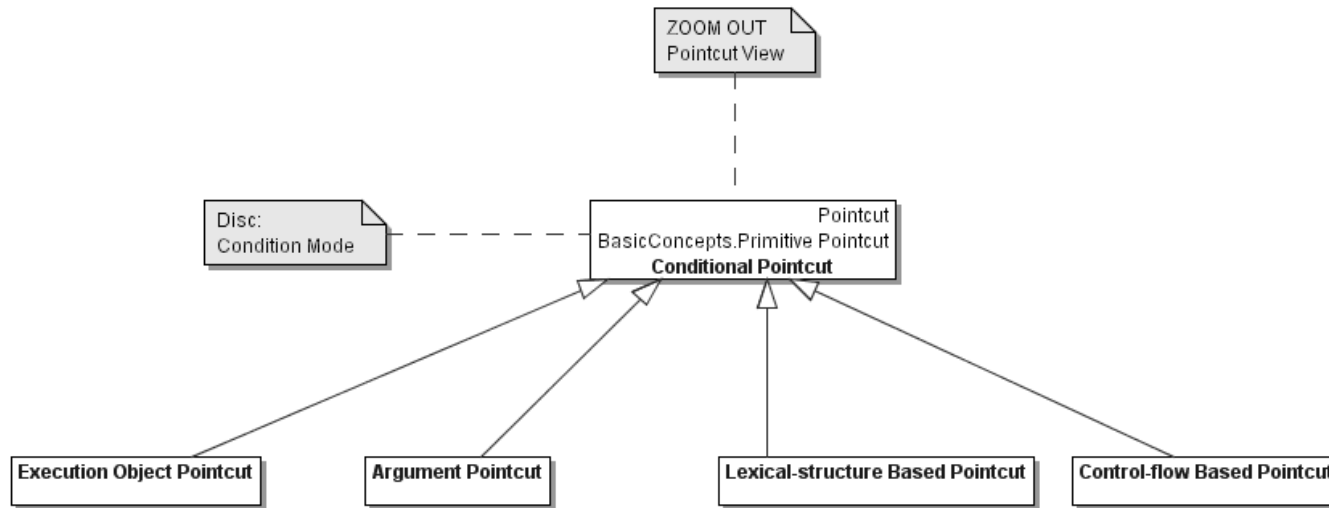 ZOOM OUT
Pointcut View
Disc:
Condition Mode
Pointcut
BasicConcepts.Primitive Pointcut
Conditional Pointcut
Execution Object Pointcut
Argument Pointcut
Lexical-structure Based Pointcut
Control-flow Based Pointcut